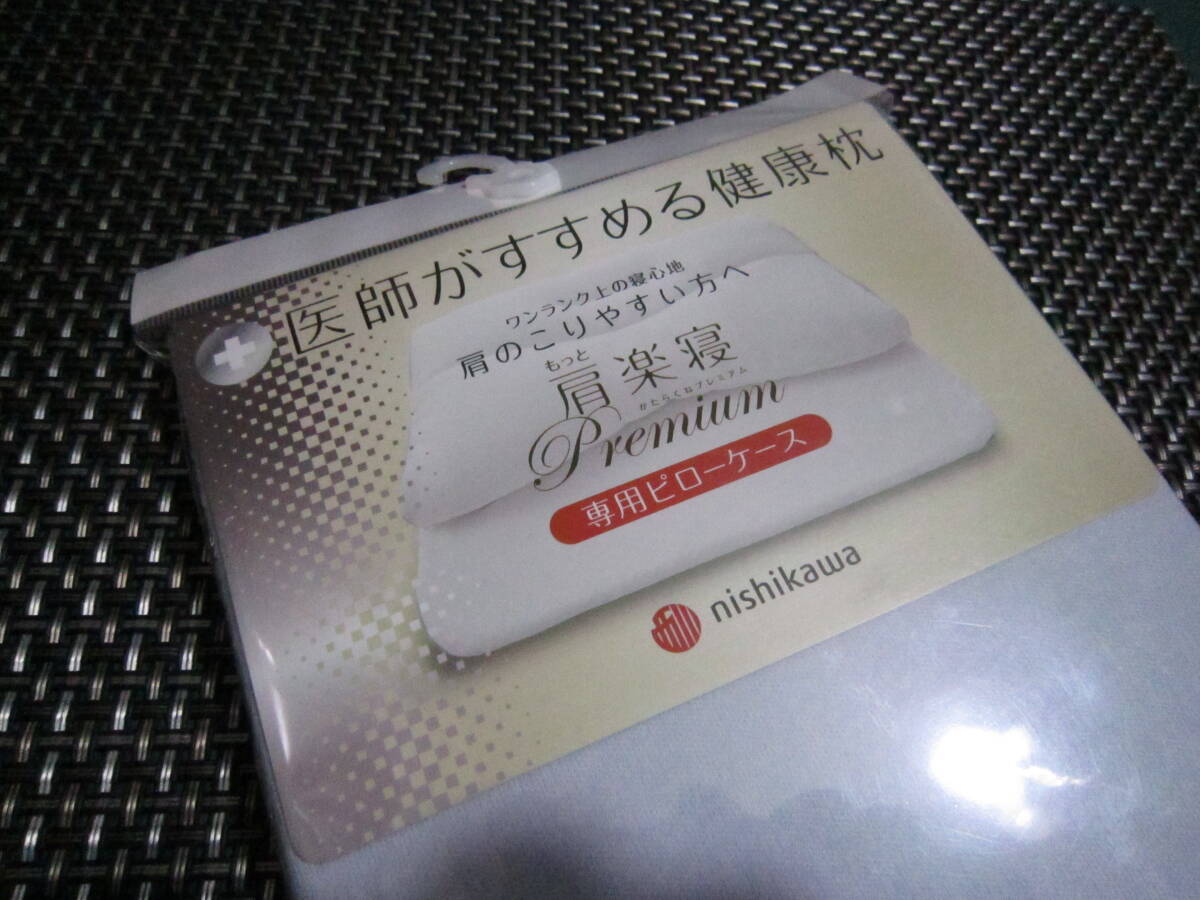 医師がすすめる健康枕
ワンランク上の寝心地
肩のこりやすい方へ
もっと
肩楽寝
かたらくねプレミアム
Premium
専用ピローケース
nishikawa